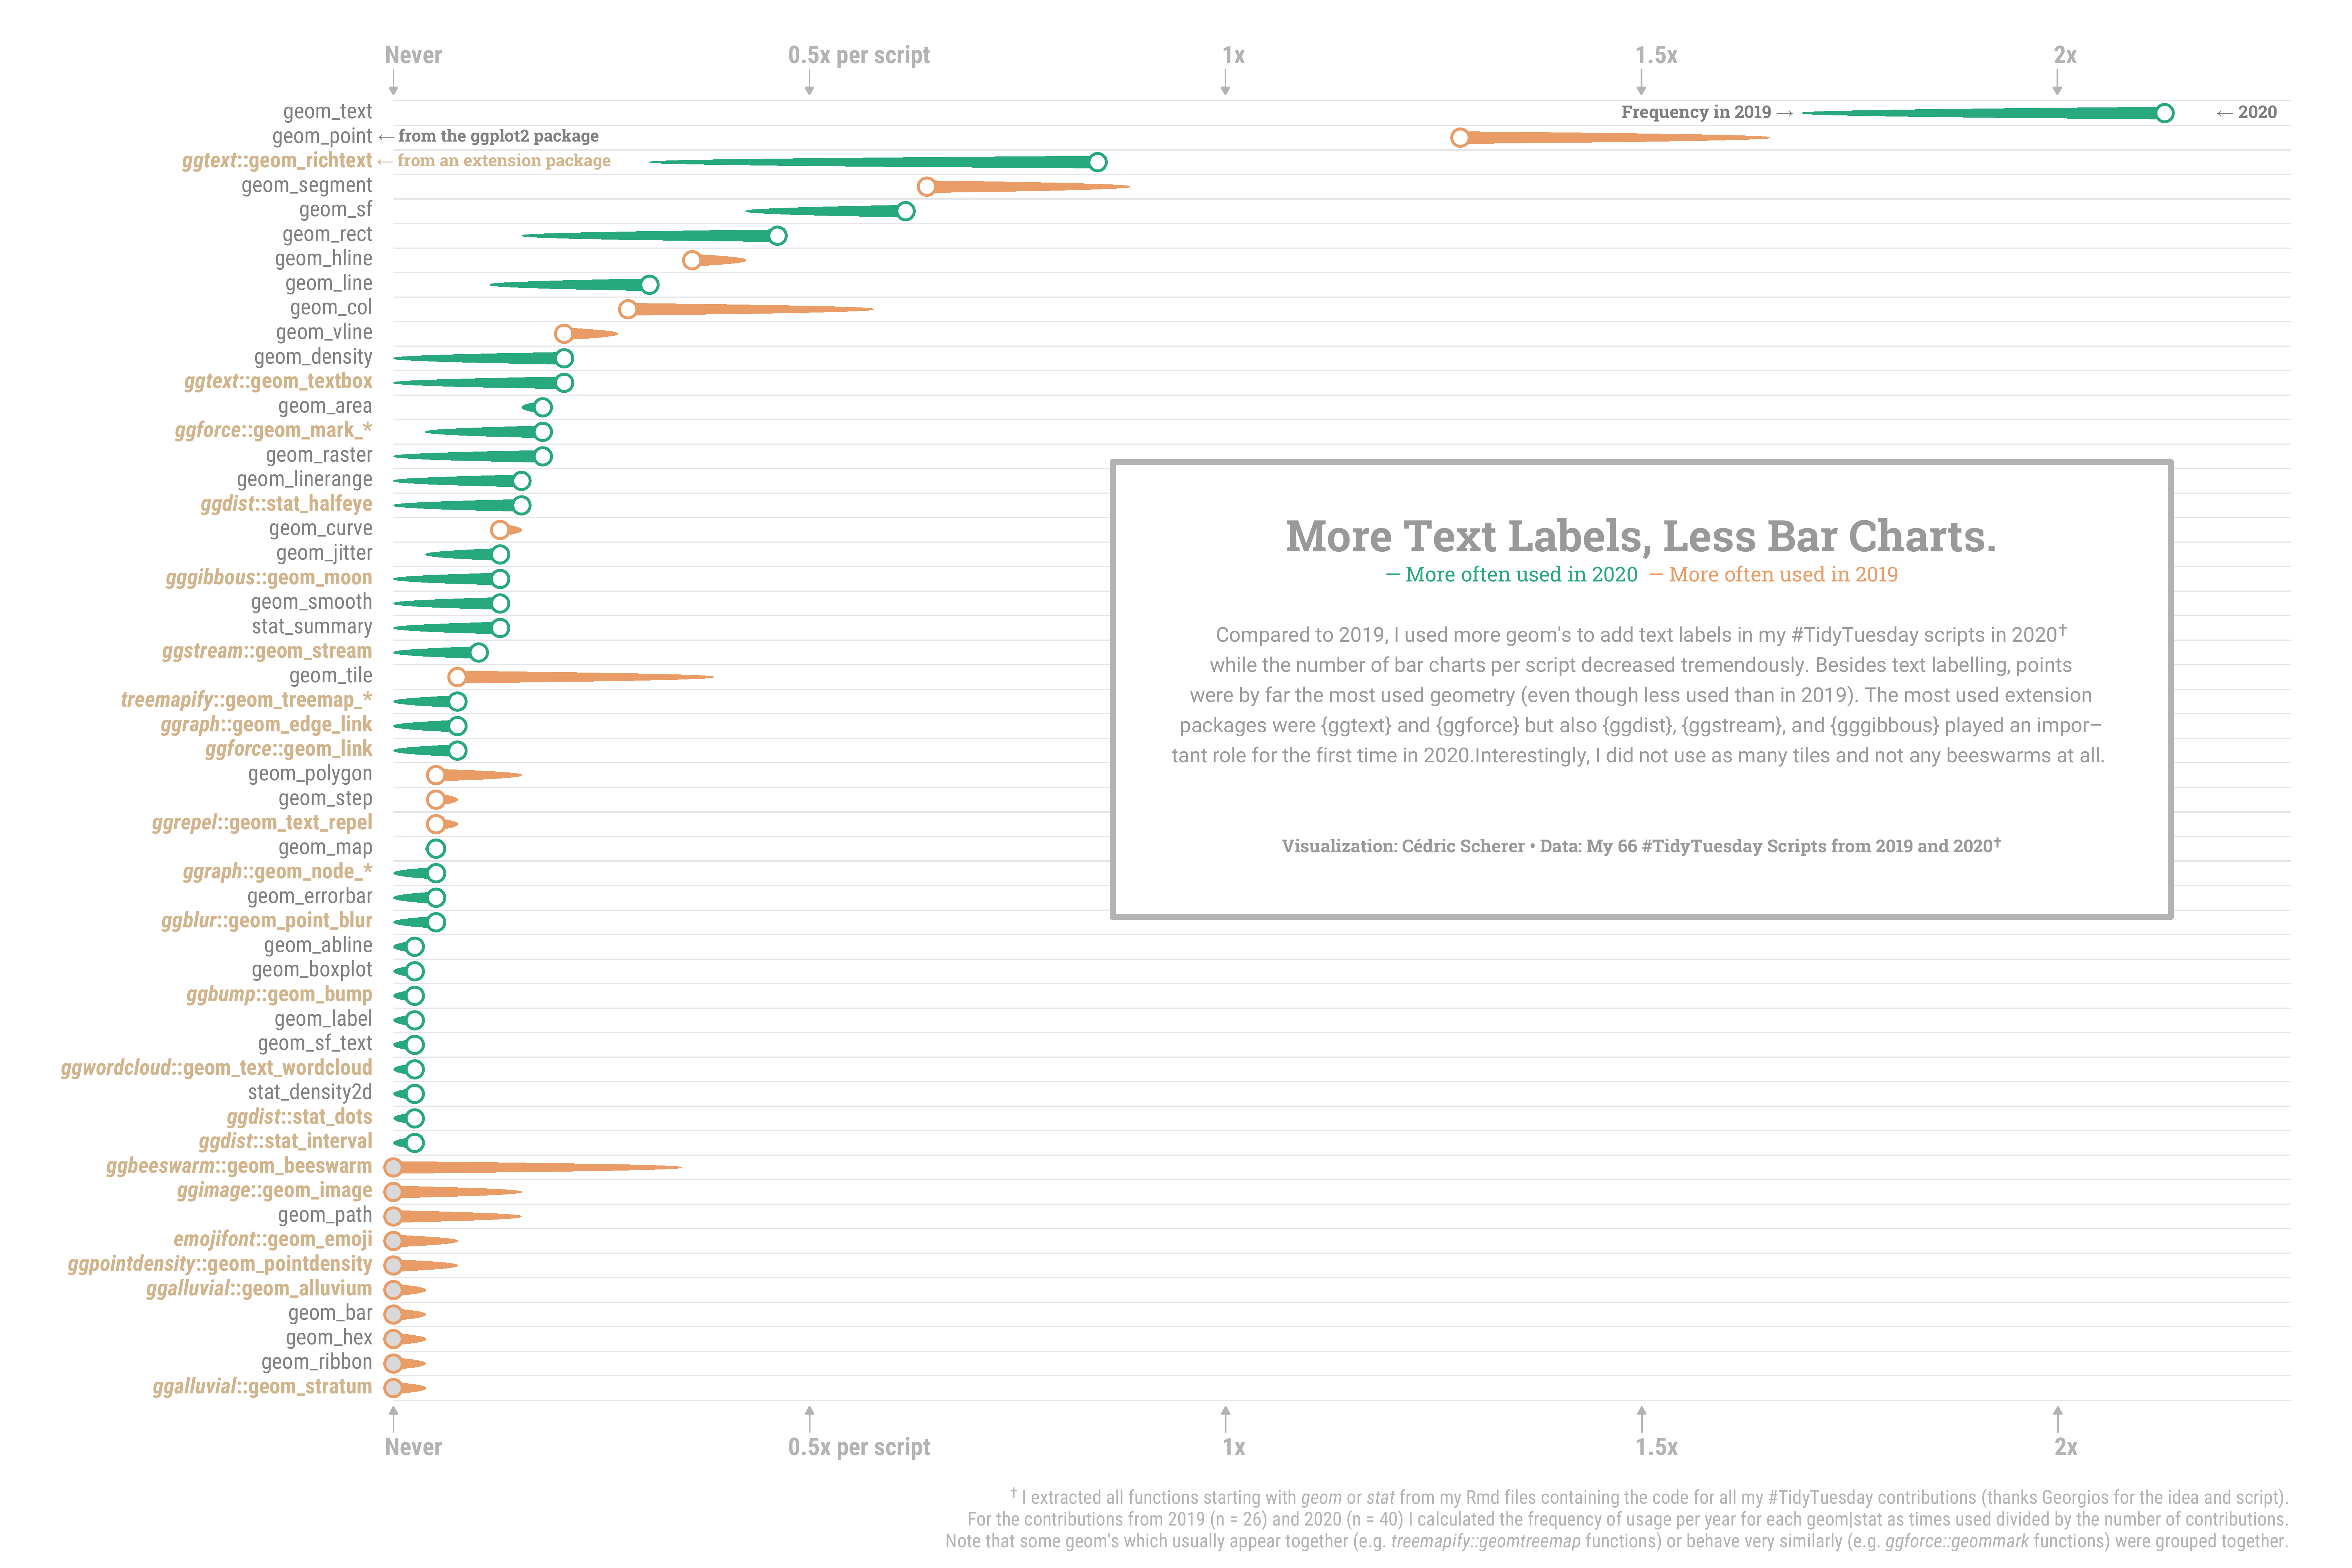 Never 0.5x per script 1x 1.5x 2x
geom_text Frequency in 2019 → ← 2020
geom_point ← from the ggplot2 package
ggtext::geom_richtext ← from an extension package
geom_segment
geom_sf
geom_rect
geom_hline
geom_line
geom_col
geom_vline
geom_density
ggtext::geom_textbox
geom_area
ggforce::geom_mark_*
geom_raster
geom_linerange
ggdist::stat_halfeye
geom_curve
geom_jitter
gggibbous::geom_moon
geom_smooth
stat_summary
ggstream::geom_stream
geom_tile
treemapify::geom_treemap_*
ggraph::geom_edge_link
ggforce::geom_link
geom_polygon
geom_step
ggrepel::geom_text_repel
geom_map
ggraph::geom_node_*
geom_errorbar
ggblur::geom_point_blur
geom_abline
geom_boxplot
ggbump::geom_bump
geom_label
geom_sf_text
ggwordcloud::geom_text_wordcloud
stat_density2d
ggdist::stat_dots
ggdist::stat_interval
ggbeeswarm::geom_beeswarm
ggimage::geom_image
geom_path
emojifont::geom_emoji
ggpointdensity::geom_pointdensity
ggalluvial::geom_alluvium
geom_bar
geom_hex
geom_ribbon
ggalluvial::geom_stratum
Never 0.5x per script 1x 1.5x 2x
More Text Labels, Less Bar Charts.
– More often used in 2020 – More often used in 2019
Compared to 2019, I used more geom's to add text labels in my #TidyTuesday scripts in 2020†
while the number of bar charts per script decreased tremendously. Besides text labelling, points
were by far the most used geometry (even though less used than in 2019). The most used extension
packages were {ggtext} and {ggforce} but also {ggdist}, {ggstream}, and {gggibbous} played an impor–
tant role for the first time in 2020.Interestingly, I did not use as many tiles and not any beeswarms at all.
Visualization: Cédric Scherer • Data: My 66 #TidyTuesday Scripts from 2019 and 2020†
† I extracted all functions starting with geom or stat from my Rmd files containing the code for all my #TidyTuesday contributions (thanks Georgios for the idea and script).
For the contributions from 2019 (n = 26) and 2020 (n = 40) I calculated the frequency of usage per year for each geom|stat as times used divided by the number of contributions.
Note that some geom's which usually appear together (e.g. treemapify::geomtreemap functions) or behave very similarly (e.g. ggforce::geommark functions) were grouped together.